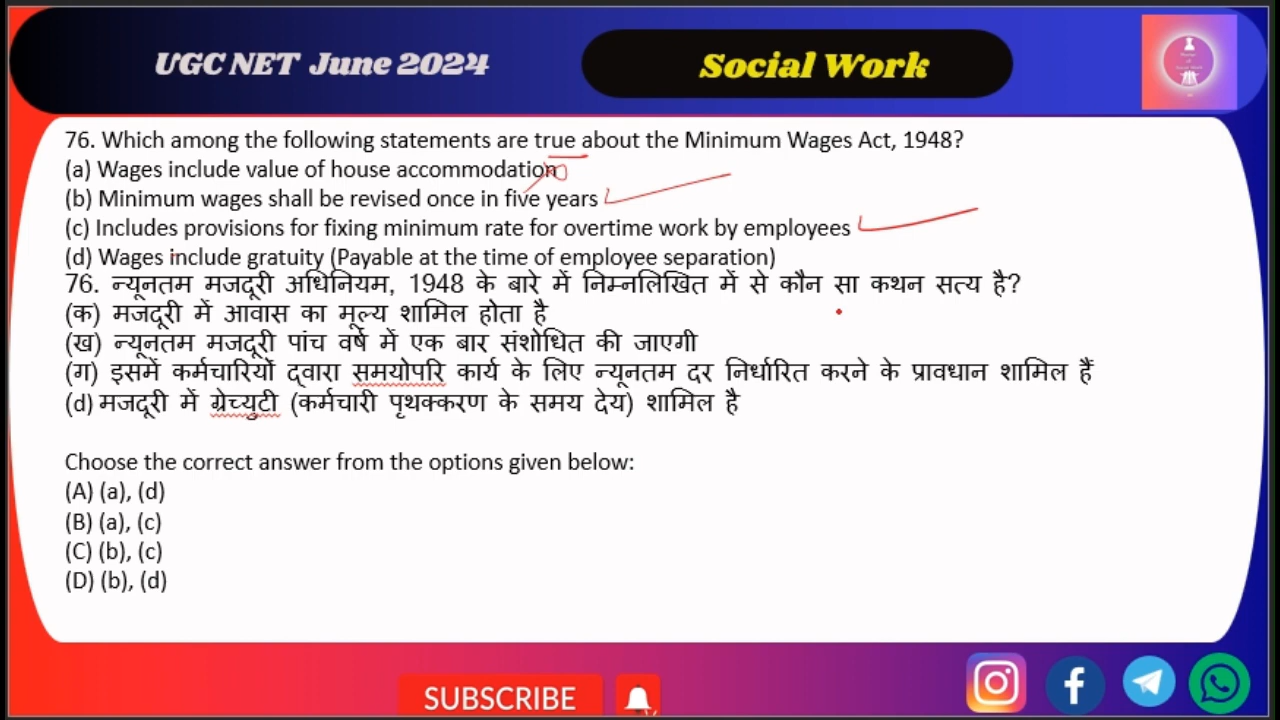 UGC NET June 2024
Social Work
76. Which among the following statements are true about the Minimum Wages Act, 1948?
(a) Wages include value of house accommodation
(b) Minimum wages shall be revised once in five years
(c) Includes provisions for fixing minimum rate for overtime work by employees
(d) Wages include gratuity (Payable at the time of employee separation)
76. न्यूनतम मजदूरी अधिनियम, 1948 के बारे में निम्नलिखित में से कौन सा कथन सत्य है?
(क) मजदूरी में आवास का मूल्य शामिल होता है
(ख) न्यूनतम मजदूरी पांच वर्ष में एक बार संशोधित की जाएगी
(ग) इसमें कर्मचारियों द्वारा समयोपरि कार्य के लिए न्यूनतम दर निर्धारित करने के प्रावधान शामिल हैं
(d) मजदूरी में ग्रेच्युटी (कर्मचारी पृथक्करण के समय देय) शामिल है
Choose the correct answer from the options given below:
(A) (a), (d)
(B) (a), (c)
(C) (b), (c)
(D) (b), (d)
SUBSCRIBE